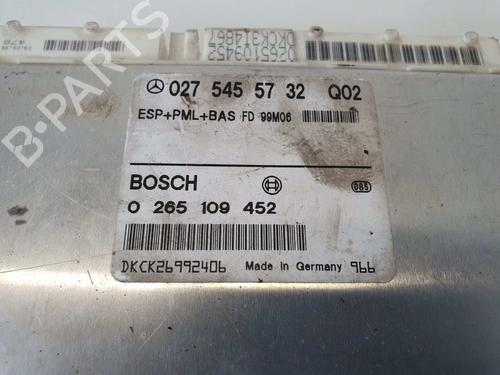 DKCK314867
0265109452
027 545 57 32 Q02
ESP+PML+BAS FD 99M06
BOSCH
085
0 265 109 452
DKCK26992406 Made in Germany 966
B-PARTS